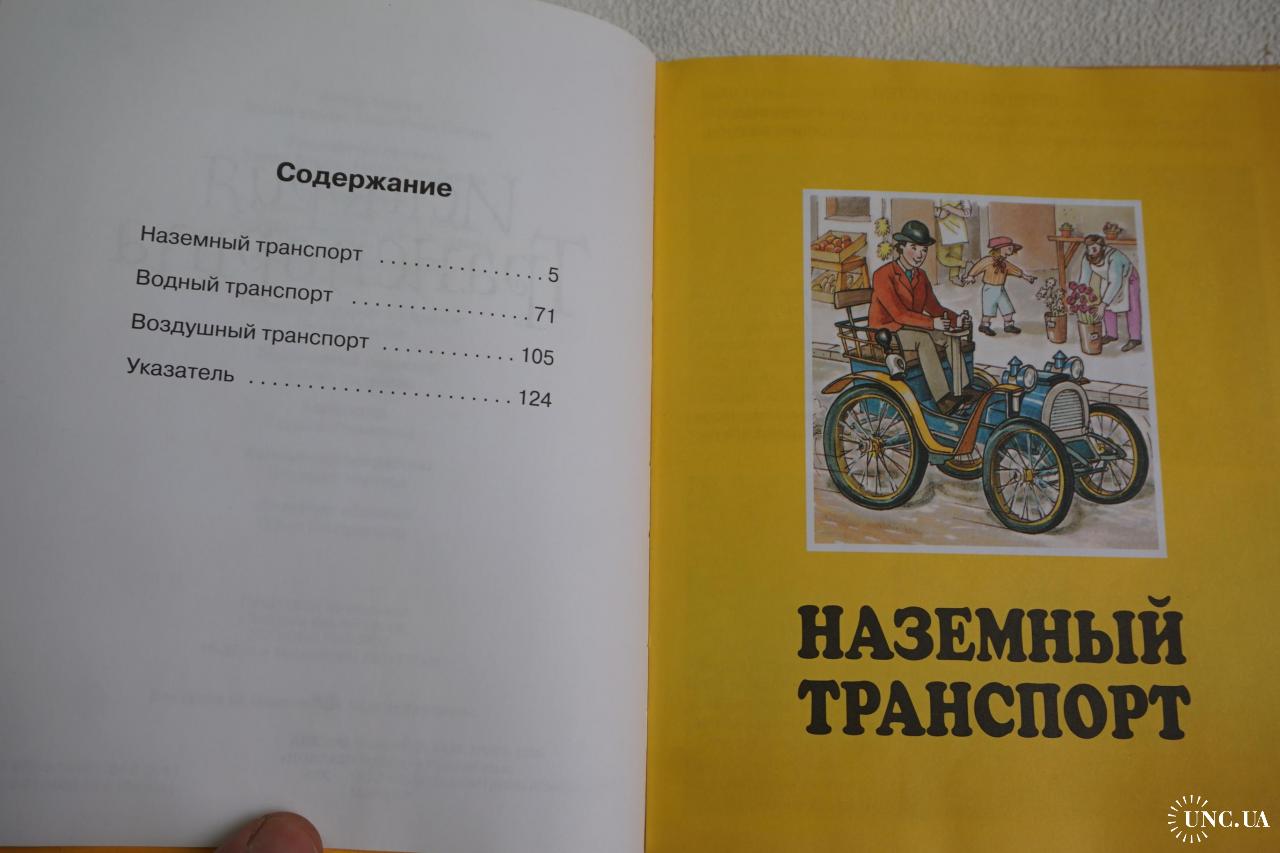 Содержание
Наземный транспорт . . . . . . . . . . . . . . 5
Водный транспорт . . . . . . . . . . . . . . . 71
Воздушный транспорт . . . . . . . . . . . . 105
Указатель . . . . . . . . . . . . . . . . . . . . . . . 124
НАЗЕМНЫЙ
ТРАНСПОРТ
UNC.UA